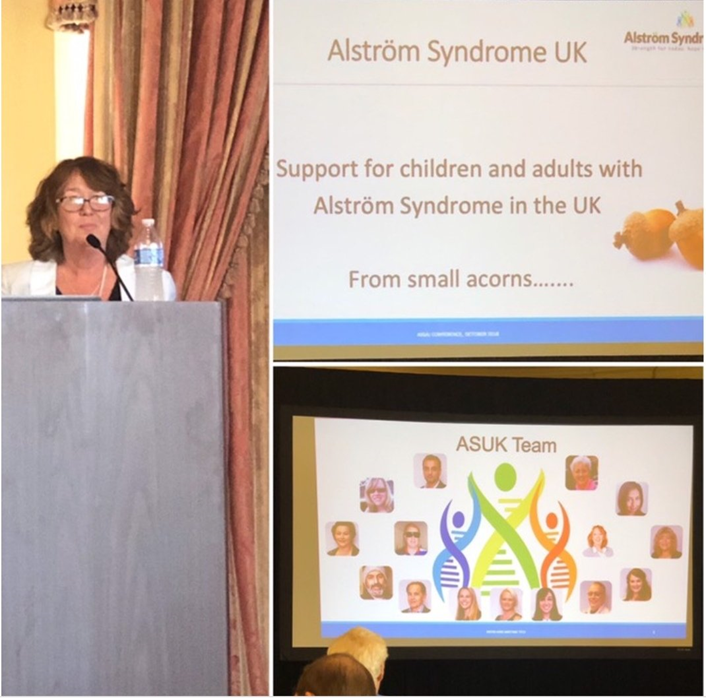 Alström Syndrome UK
Alström Syndr
Support for children and adults with
Alström Syndrome in the UK
From small acorns.......
ASUK Team